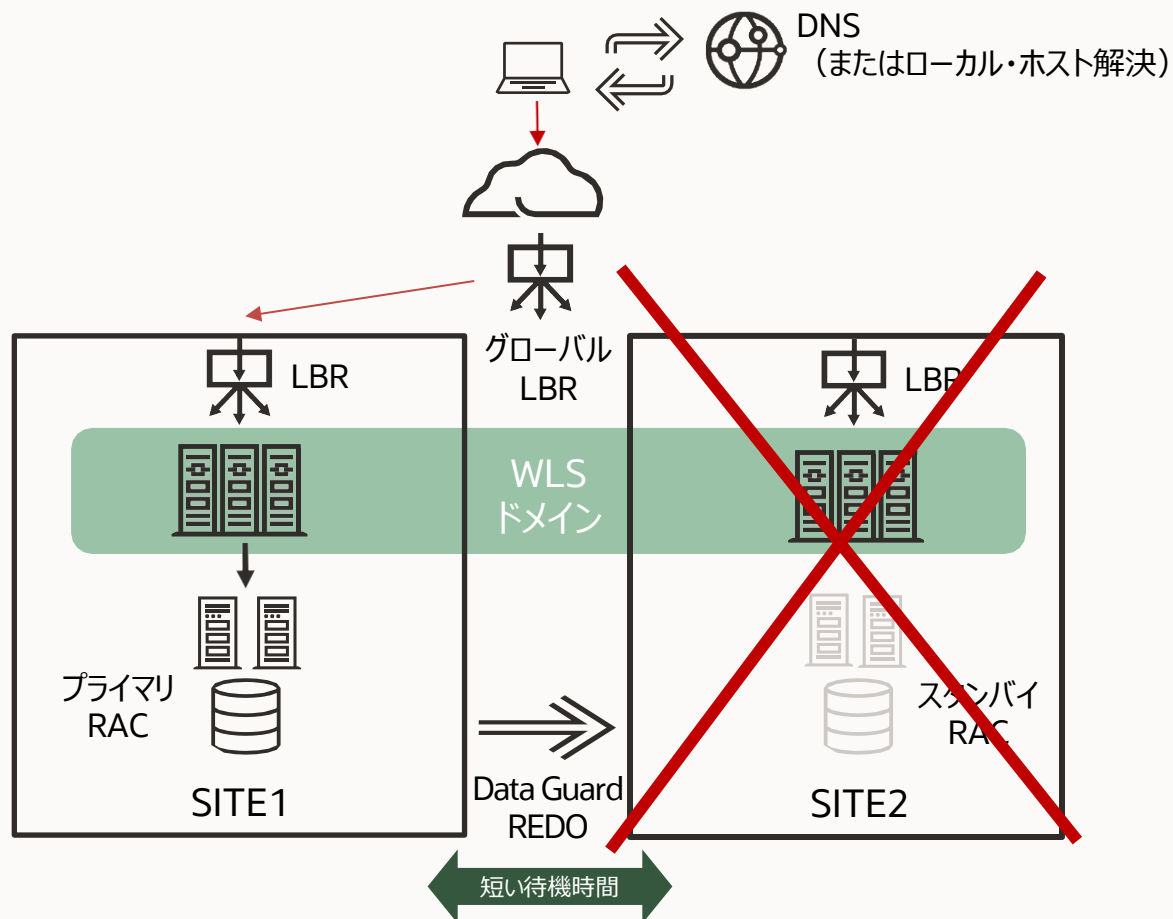 DNS
（またはローカル・ホスト解決）
グローバル
LBR
LBR
LBR
WLS
ドメイン
プライマリ
RAC
スタンバイ
RAC
SITE1
Data Guard
REDO
SITE2
短い待機時間